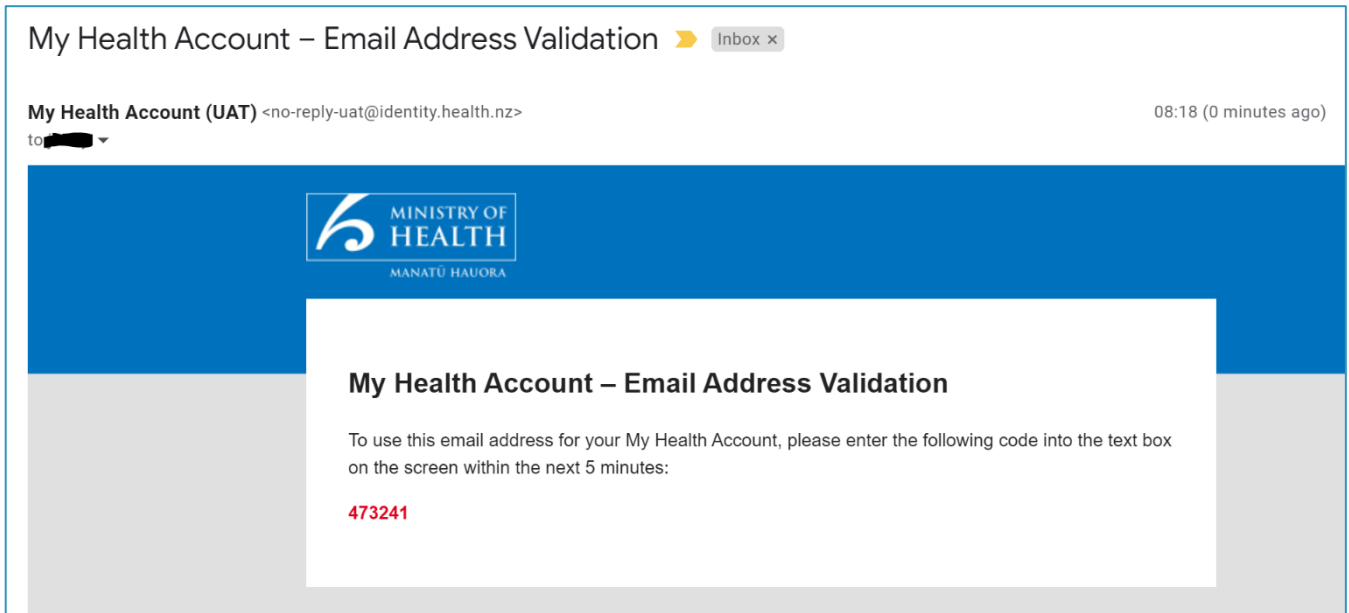 My Health Account – Email Address Validation Inbox ×
My Health Account (UAT) <no-reply-uat@identity.health.nz> 08:18 (0 minutes ago)
to
MINISTRY OF
HEALTH
MANATŪ HAUORA
My Health Account – Email Address Validation
To use this email address for your My Health Account, please enter the following code into the text box
on the screen within the next 5 minutes:
473241